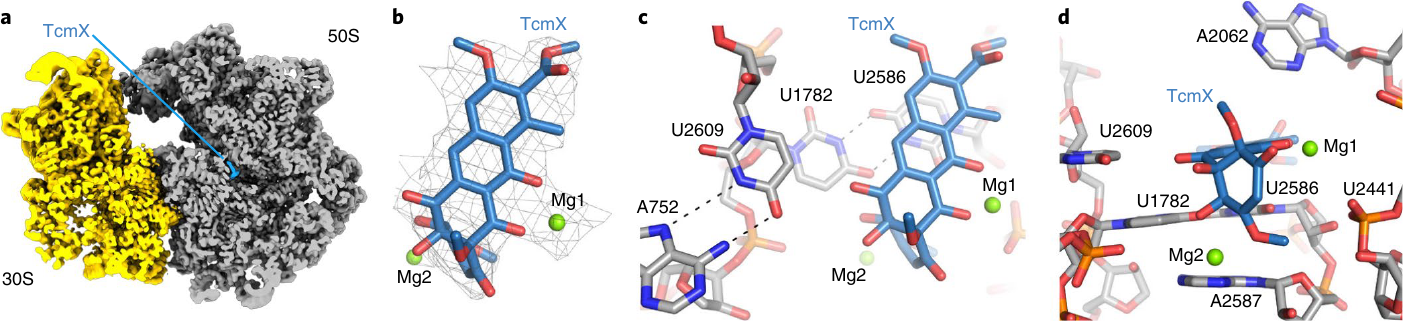 a
TcmX
50S
30S
b
TcmX
Mg1
Mg2
c
TcmX
U2586
U1782
U2609
A752
Mg1
Mg2
d
A2062
TcmX
U2609
Mg1
U1782
U2586
U2441
Mg2
A2587